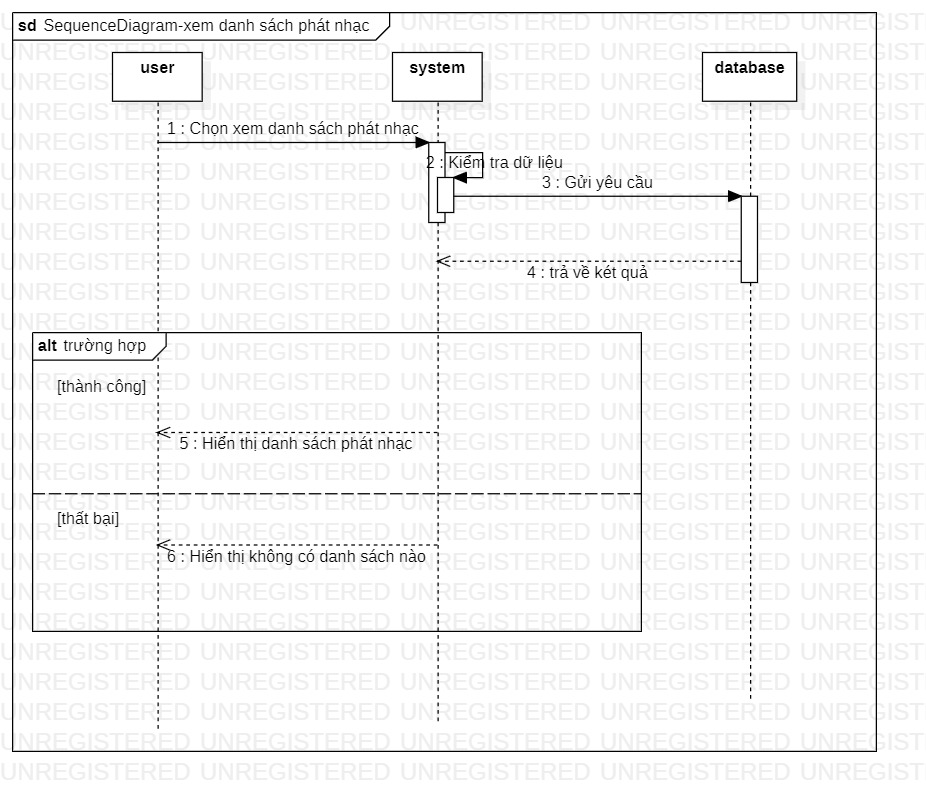 sd SequenceDiagram-xem danh sách phát nhạc
user
system
database
1 : Chọn xem danh sách phát nhạc
2 : Kiểm tra dữ liệu
3 : Gửi yêu cầu
4 : trả về két quả
alt trường hợp
[thành công]
5 : Hiển thị danh sách phát nhạc
[thất bại]
6 : Hiển thị không có danh sách nào
UNREGISTERED